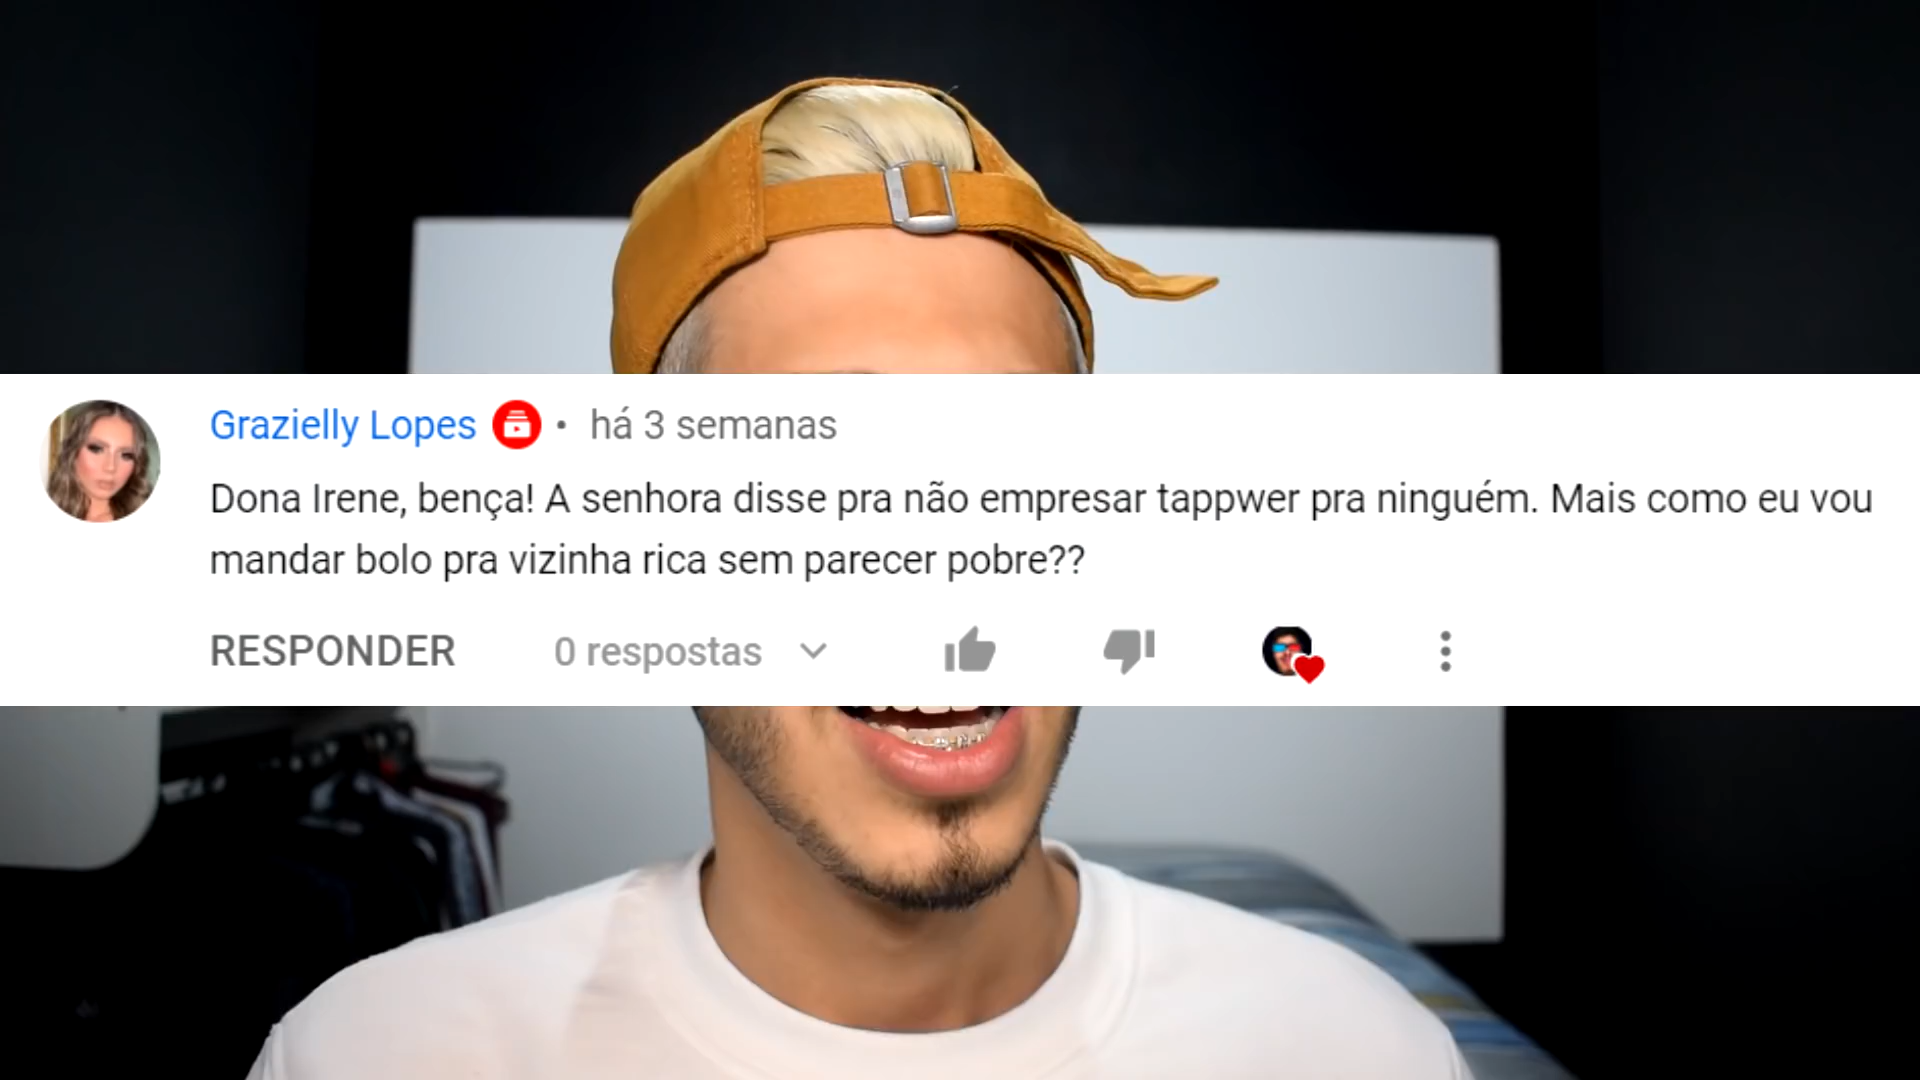 Grazielly Lopes • há 3 semanas
Dona Irene, bença! A senhora disse pra não empresar tappwer pra ninguém. Mais como eu vou
mandar bolo pra vizinha rica sem parecer pobre??
RESPONDER 0 respostas